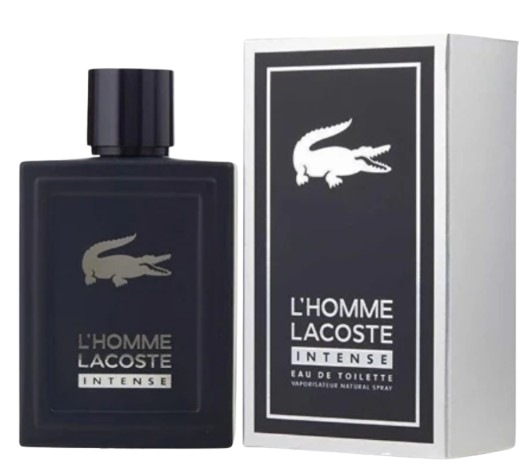 L'HOMME
LACOSTE
INTENSE
L'HOMME
LACOSTE
INTENSE
EAU DE TOILETTE
VAPORISATEUR NATURAL SPRAY